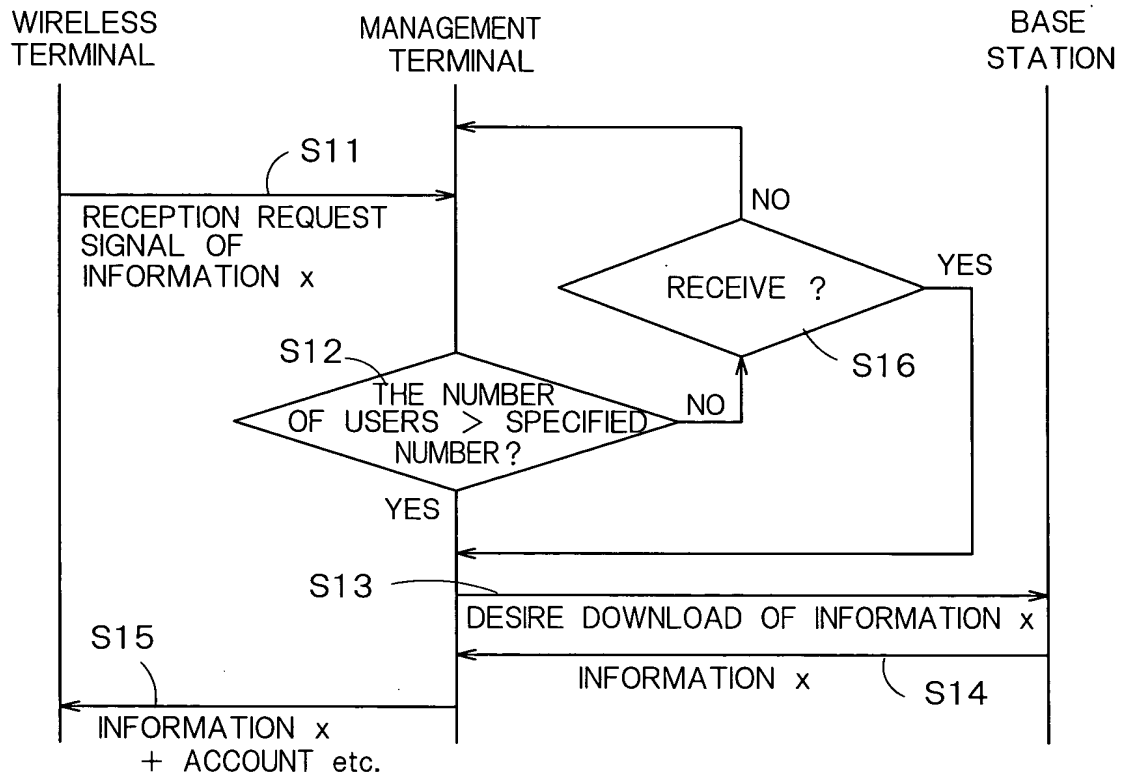 WIRELESS
TERMINAL
MANAGEMENT
TERMINAL
BASE
STATION
S11
RECEPTION REQUEST
SIGNAL OF
INFORMATION x
NO
YES
RECEIVE ?
S16
S12
THE NUMBER
OF USERS > SPECIFIED
NUMBER?
NO
YES
S13
DESIRE DOWNLOAD OF INFORMATION x
S15
INFORMATION x
S14
INFORMATION x
+ ACCOUNT etc.